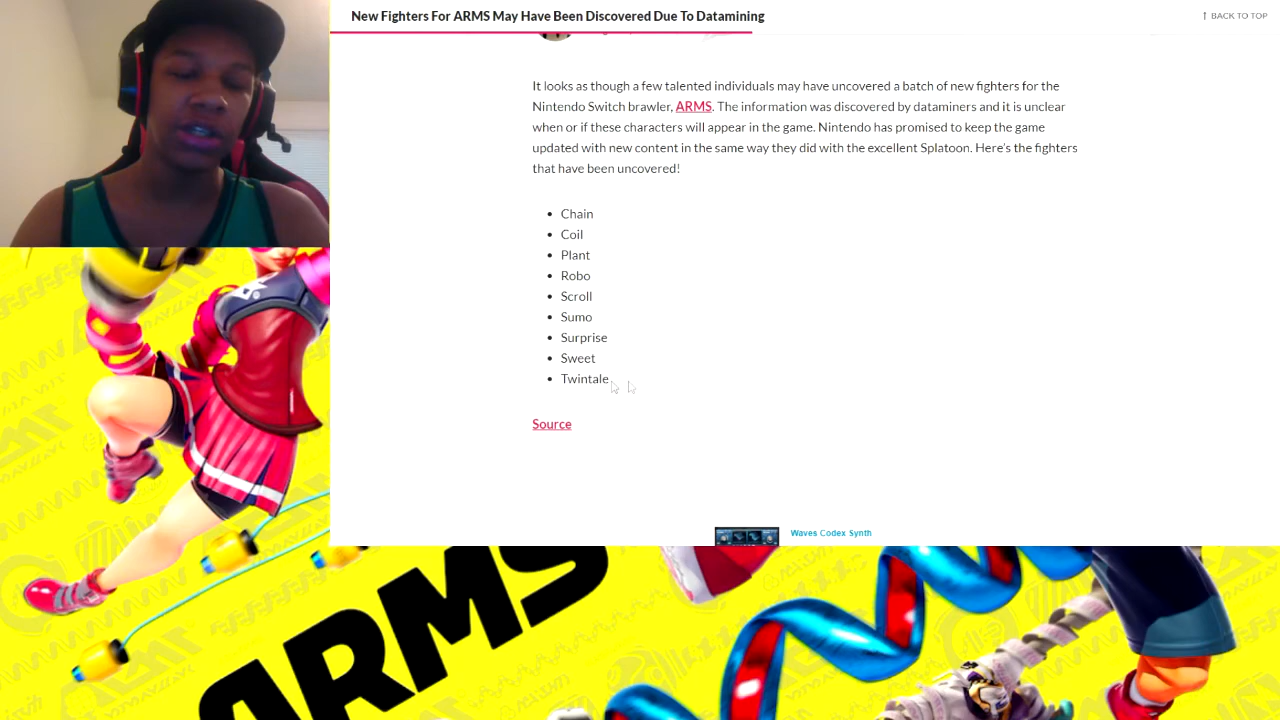 New Fighters For ARMS May Have Been Discovered Due To Datamining
↑ BACK TO TOP
It looks as though a few talented individuals may have uncovered a batch of new fighters for the
Nintendo Switch brawler, ARMS. The information was discovered by dataminers and it is unclear
when or if these characters will appear in the game. Nintendo has promised to keep the game
updated with new content in the same way they did with the excellent Splatoon. Here's the fighters
that have been uncovered!
• Chain
• Coil
• Plant
• Robo
• Scroll
• Sumo
• Surprise
• Sweet
• Twintale
Source
Waves Codex Synth
ARMS